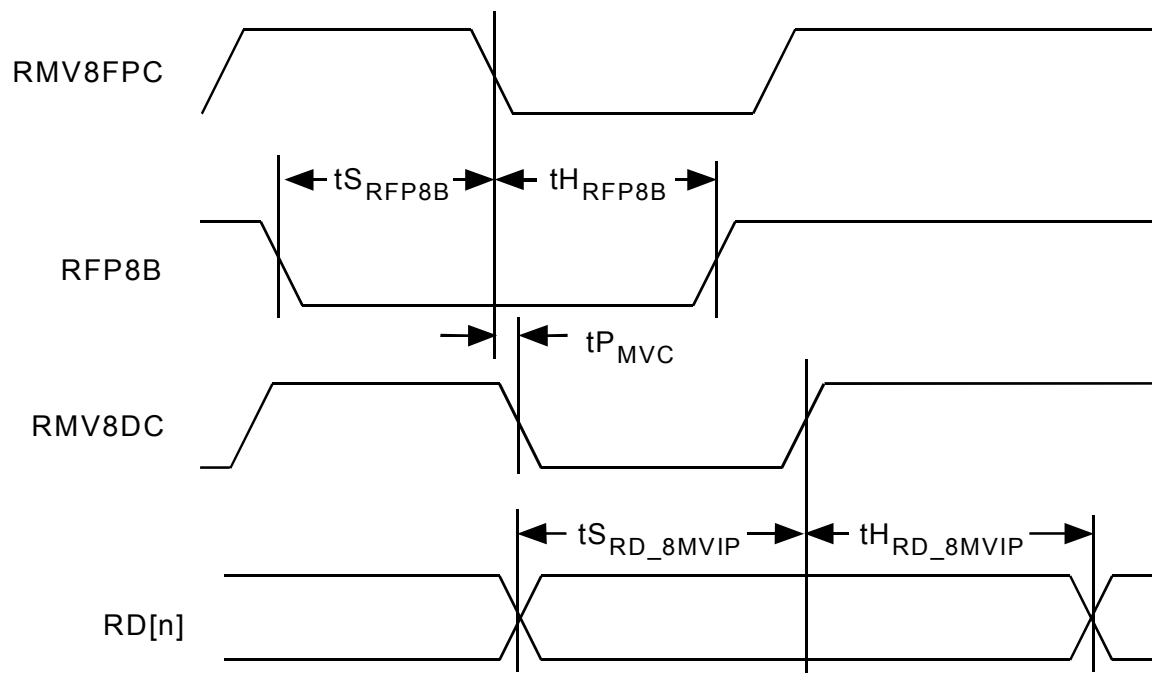 RMV8FPC
tS RFP8B tH RFP8B
RFP8B
tP MVC
RMV8DC
tS RD_8MVIP tH RD_8MVIP
RD[n]